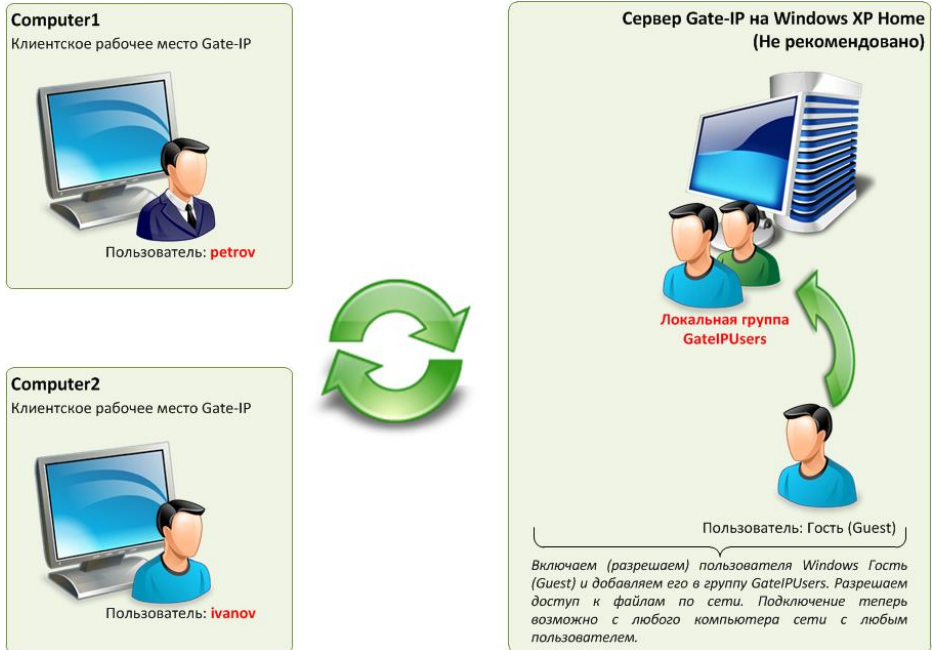 Computer1
Клиентское рабочее место Gate-IP
Пользователь: petrov
Computer2
Клиентское рабочее место Gate-IP
Пользователь: ivanov
Сервер Gate-IP на Windows XP Home
(Не рекомендовано)
Локальная группа
GateIPUsers
Пользователь: Гость (Guest)
Включаем (разрешаем) пользователя Windows Гость
(Guest) и добавляем его в группу GateIPUsers. Разрешаем
доступ к файлам по сети. Подключение теперь
возможно с любого компьютера сети с любым
пользователем.